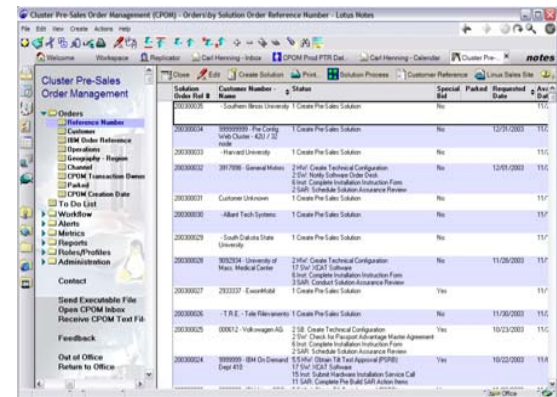 Cluster Pre-Sales Order Management (CPOM) - Orders\by Solution Order Reference Number - Lotus Notes
File Edit View Create Actions Help
Welcome Workspace Replicator Carl Henning - Inbox CPOM Prod PTR Dat... Carl Henning - Calendar Cluster Pre-... notes
Close Edit Create Solution Print... Solution Process Customer Reference Linux Sales Site
Cluster Pre-Sales
Order Management
Orders
Reference Number
Customer
IBM Order Reference
Operations
Geography - Region
Channel
CPOM Transaction Owner
Parked
CPOM Creation Date
To Do List
Workflow
Alerts
Metrics
Reports
Roles/Profiles
Administration
Contact
Send Executable File
Open CPOM Inbox
Receive CPOM Text Fil
Feedback
Out of Office
Return to Office
Solution Order Ref # Customer Number - Name Status Special Bid Parked Requested Date
200300035 - Southern Illinois University 1 Create Pre-Sales Solution No
200300034 99999999 - Pre Config Web Cluster - 42U / 32 node 1 Create Pre-Sales Solution No 12/31/2003
200300033 - Harvard University 1 Create Pre-Sales Solution No
200300032 3917898 - General Motors 2 HW: Create Technical Configuration No 12/01/2003
2 SW: Notify Software Order Desk
6 Inst: Complete Installation Instruction Form
2 SAR: Schedule Solution Assurance Review
200300031 Customer Unknown 1 Create Pre-Sales Solution No
200300030 - Alliant Tech Systems 1 Create Pre-Sales Solution No
200300029 - South Dakota State University 1 Create Pre-Sales Solution No
200300028 9092934 - University of Mass. Medical Center 2 HW: Create Technical Configuration No 11/28/2003
17 SW: XCAT Software
6 Inst: Complete Installation Instruction Form
3 SAR: Conduct Solution Assurance Review
200300027 2933337 - ExxonMobil 1 Create Pre-Sales Solution Yes
200300026 - T.R.E. - Tele Rilevamento 1 Create Pre-Sales Solution No 11/30/2003
200300025 000612 - Volkswagen AG 2 SB: Create Technical Configuration Yes 10/23/2003
2 SW: Check for Passport Advantage Master Agreement
6 Inst: Complete Installation Instruction Form
2 SAR: Schedule Solution Assurance Review
200300024 9999999 - IBM On Demand Dept 410 5.5 HW: Obtain Tilt Test Approval (PSRB) Yes 10/22/2003
17 SW: XCAT Software
15 Inst: Submit Hardware Installation Service Call
11 SAR: Complete Pre Build SAR Action Items
Office